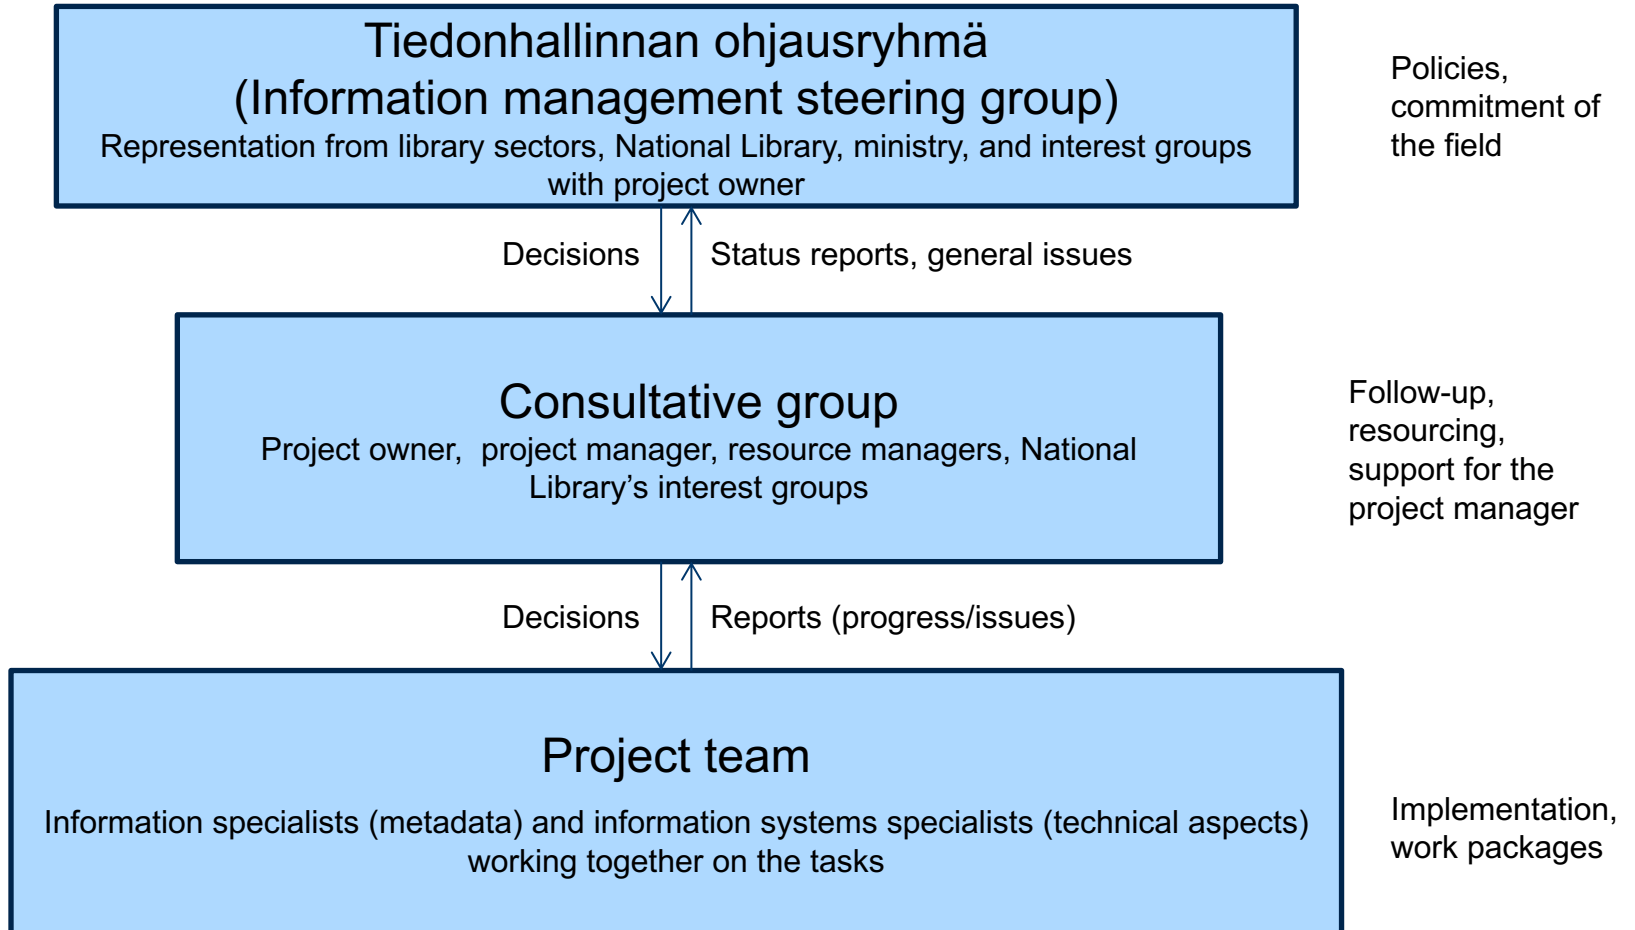 Tiedonhallinnan ohjausryhmä
(Information management steering group)
Representation from library sectors, National Library, ministry, and interest groups
with project owner
Policies,
commitment of
the field
Decisions
Status reports, general issues
Consultative group
Project owner,  project manager, resource managers, National
Library’s interest groups
Follow-up,
resourcing,
support for the
project manager
Decisions
Reports (progress/issues)
Project team
Information specialists (metadata) and information systems specialists (technical aspects)
working together on the tasks
Implementation,
work packages